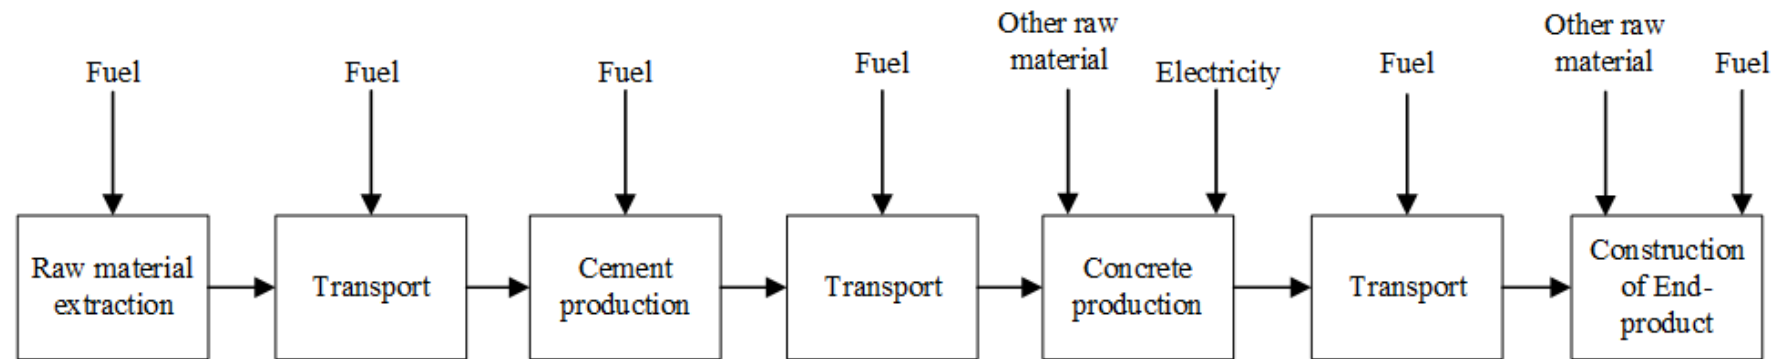 Fuel
Fuel
Fuel
Fuel
Other raw
material
Electricity
Fuel
Other raw
material
Fuel
Raw material
extraction
Transport
Cement
production
Transport
Concrete
production
Transport
Construction
of End-
product